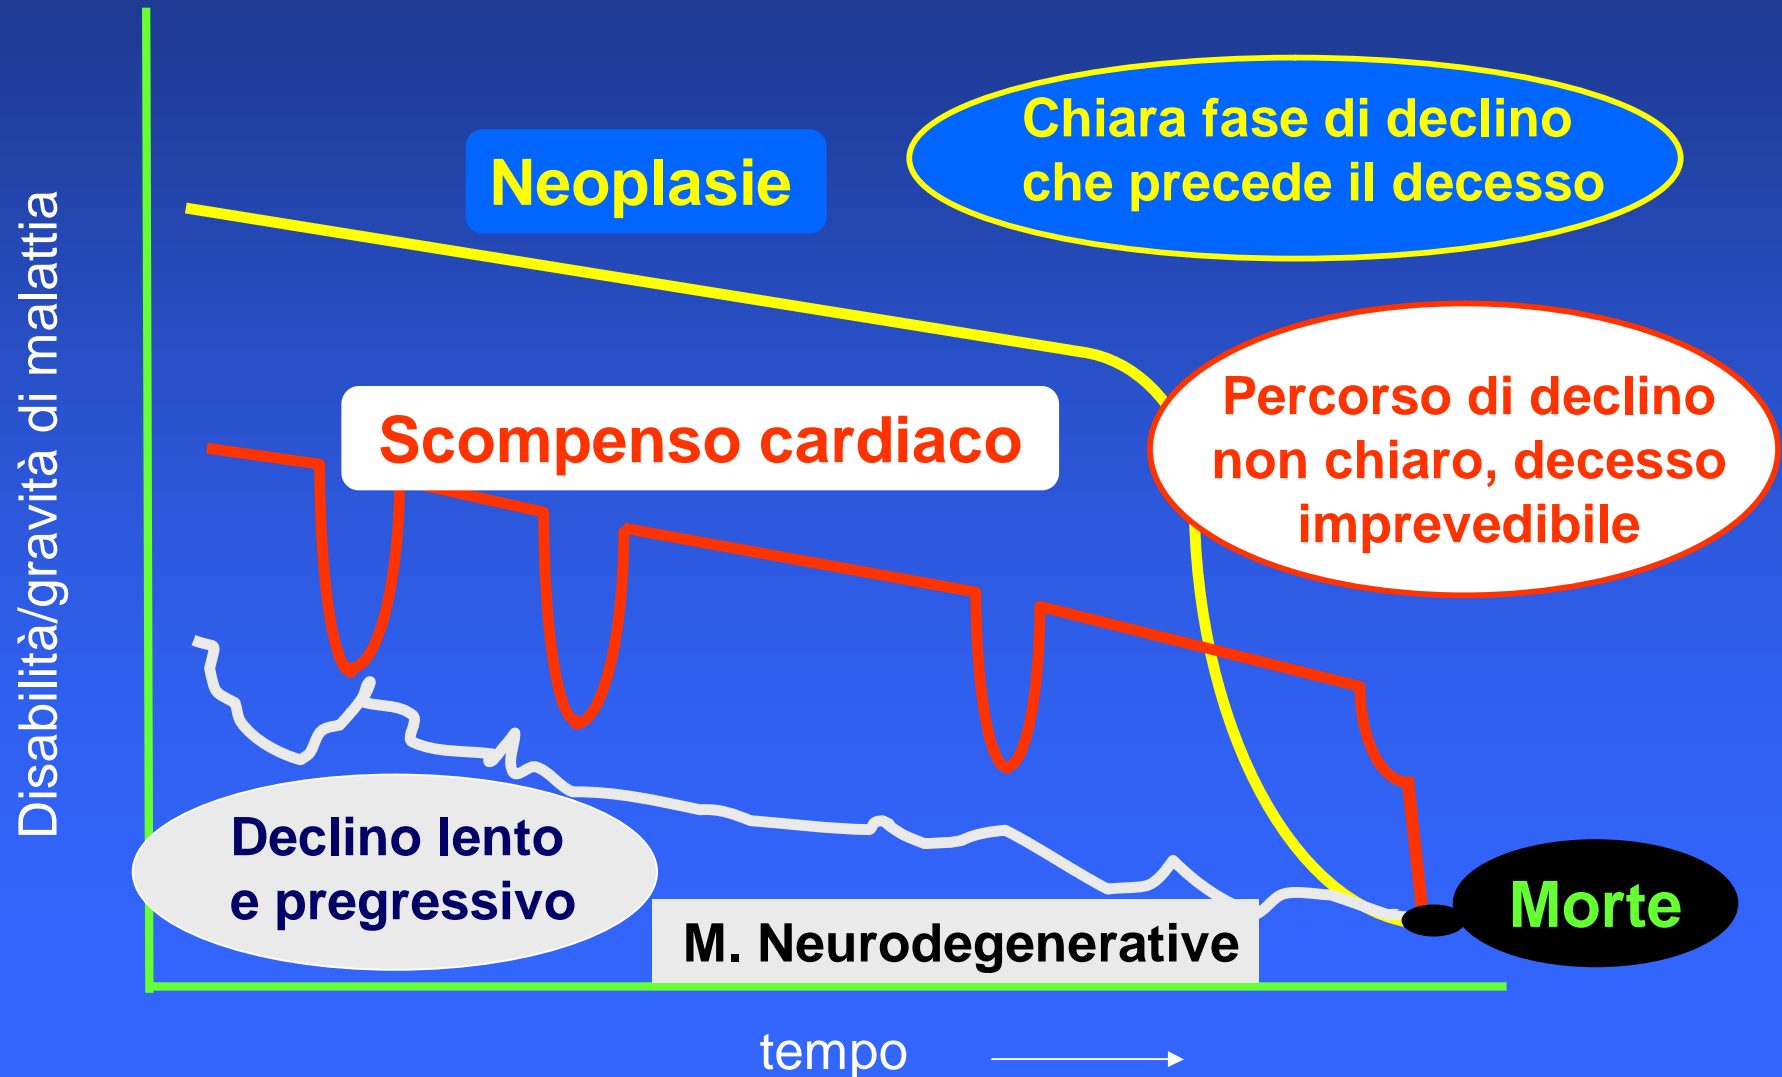 Disabilità/gravità di malattia
Neoplasie
Chiara fase di declino
che precede il decesso
Scompenso cardiaco
Percorso di declino
non chiaro, decesso
imprevedibile
Declino lento
e pregressivo
M. Neurodegenerative
Morte
tempo